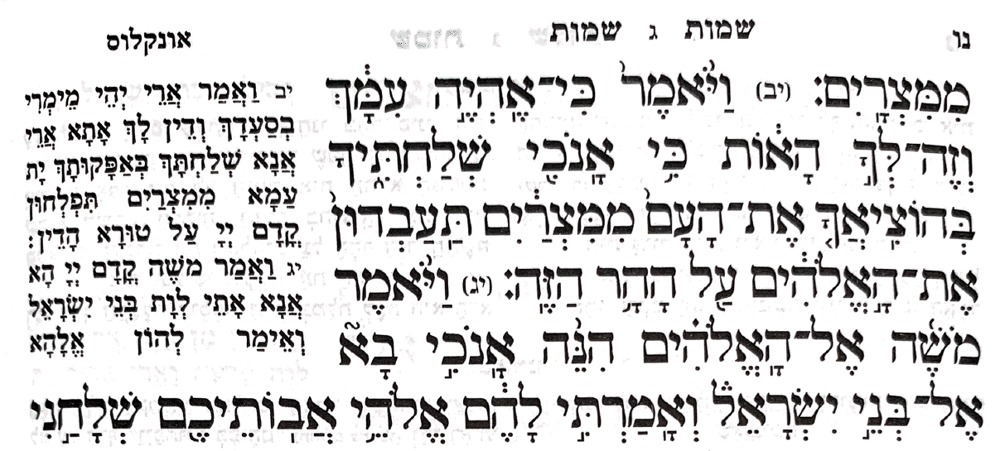 נו שמות ג שמות אונקלוס
מִמִּצְרָֽיִם׃ (יב) וַיֹּ֙אמֶר֙ כִּֽי־אֶֽהְיֶ֣ה עִמָּ֔ךְ
וְזֶה־לְּךָ֣ הָא֔וֹת כִּ֥י אָנֹכִ֖י שְׁלַחְתִּ֑יךָ
בְּהוֹצִֽיאֲךָ֤ אֶת־הָעָם֙ מִמִּצְרַ֔יִם תַּֽעַבְדוּן֙
אֶת־הָ֣אֱלֹהִ֔ים עַ֖ל הָהָ֥ר הַזֶּֽה׃ (יג) וַיֹּ֨אמֶר
מֹשֶׁ֜ה אֶל־הָֽאֱלֹהִ֗ים הִנֵּ֨ה אָֽנֹכִ֣י בָא֮
אֶל־בְּנֵ֣י יִשְׂרָאֵל֒ וְאָֽמַרְתִּ֣י לָהֶ֔ם אֱלֹהֵ֥י אֲבֽוֹתֵיכֶ֖ם שְׁלָחַ֣נִי
יב וַאֲמַר אֲרֵי יְהֵי מֵימְרִי
בְסַעְדָךְ וְדֵין לָךְ אָתָא אֲרֵי
אֲנָא שְׁלַחְתָּךְ בְּאַפָּקוּתָךְ יָת
עַמָּא מִמִּצְרַיִם תִּפְלְחוּן
קֳדָם יְיָ עַל טוּרָא הָדֵין׃
יג וַאֲמַר מֹשֶׁה קֳדָם יְיָ הָא
אֲנָא אָתֵי לְוָת בְּנֵי יִשְׂרָאֵל
וְאֵימַר לְהוֹן אֱלָהָא